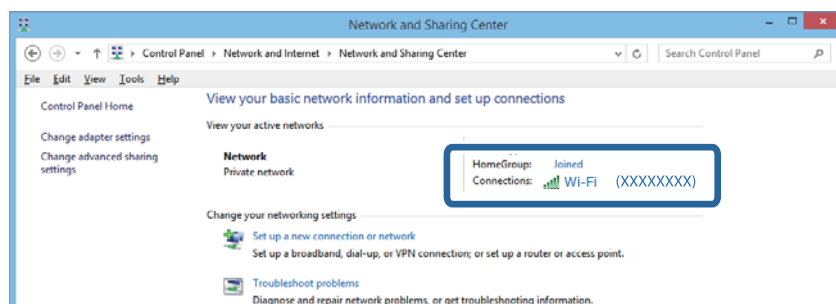 Network and Sharing Center
Control Panel Network and Internet Network and Sharing Center
Search Control Panel
File Edit View Tools Help
Control Panel Home
Change adapter settings
Change advanced sharing
settings
View your basic network information and set up connections
View your active networks
Network
Private network
HomeGroup: Joined
Connections: Wi-Fi (XXXXXXXX)
Change your networking settings
Set up a new connection or network
Set up a broadband, dial-up, or VPN connection; or set up a router or access point.
Troubleshoot problems
Diagnose and repair network problems, or get troubleshooting information.